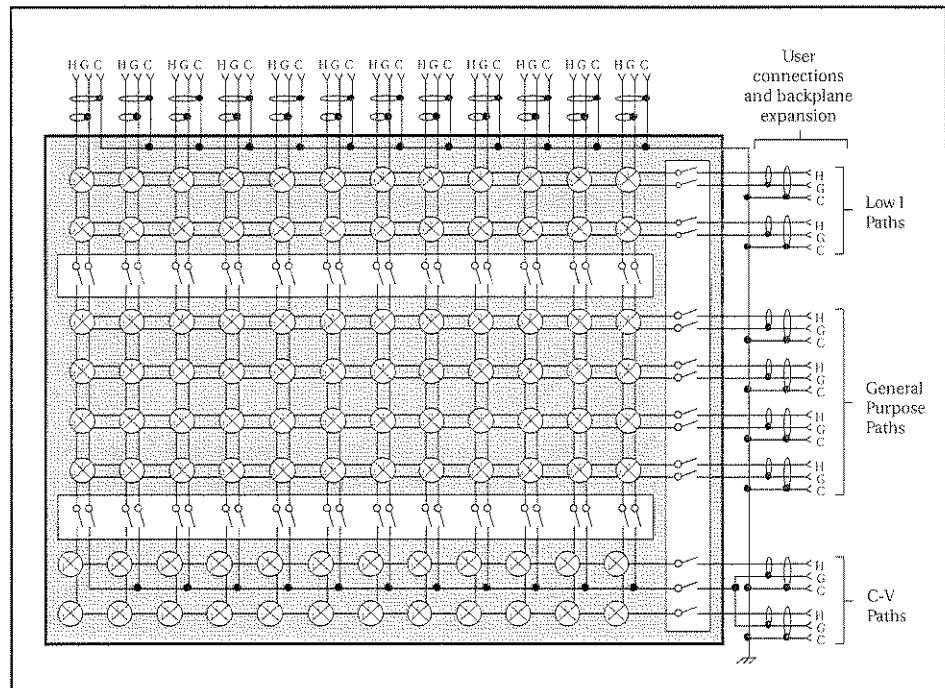 User
connections
and backplane
expansion
H G C H G C H G C H G C H G C H G C H G C H G C H G C H G C H G C H G C
H
G
C
H
G
C
Low I
Paths
H
G
C
H
G
C
H
G
C
H
G
C
General
Purpose
Paths
H
G
C
H
G
C
C-V
Paths